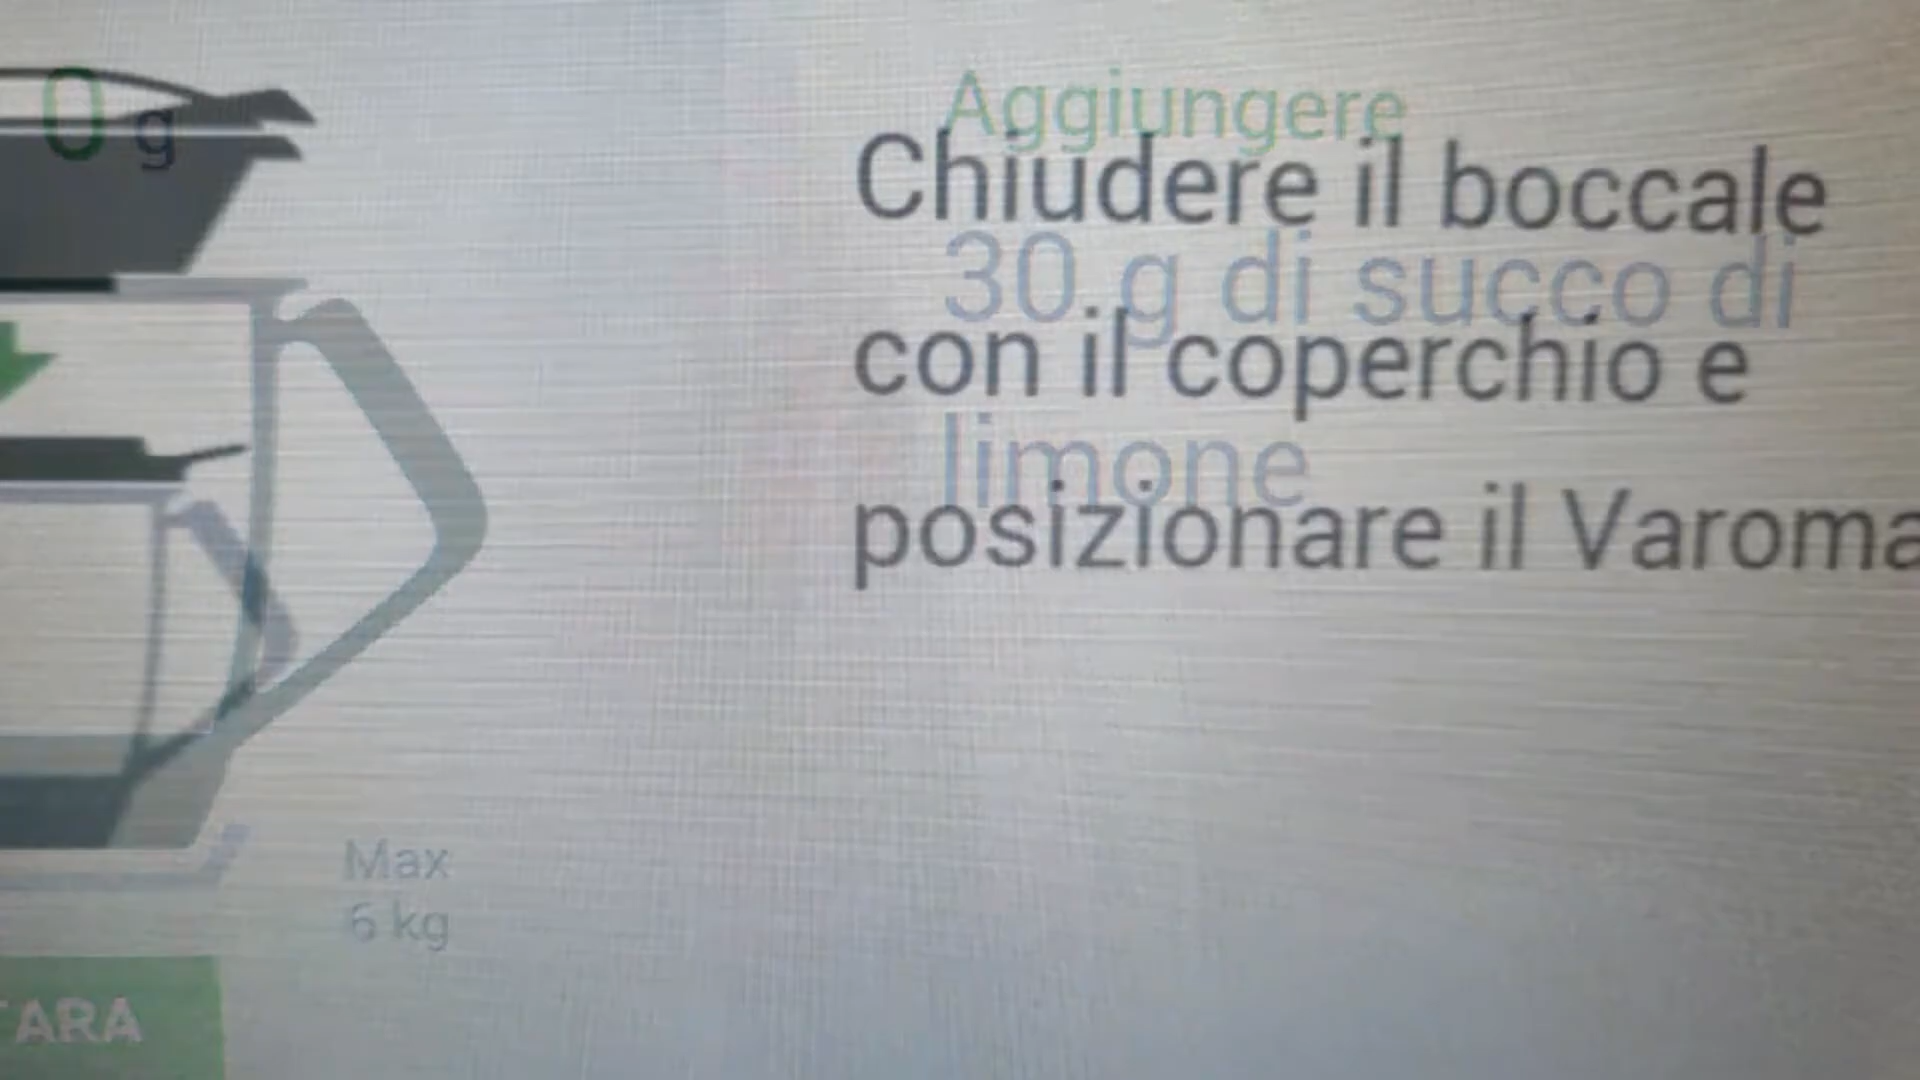 0 g
Aggiungere
30 g di succo di
limone
Chiudere il boccale
con il coperchio e
posizionare il Varoma
Max
6 kg
TARA